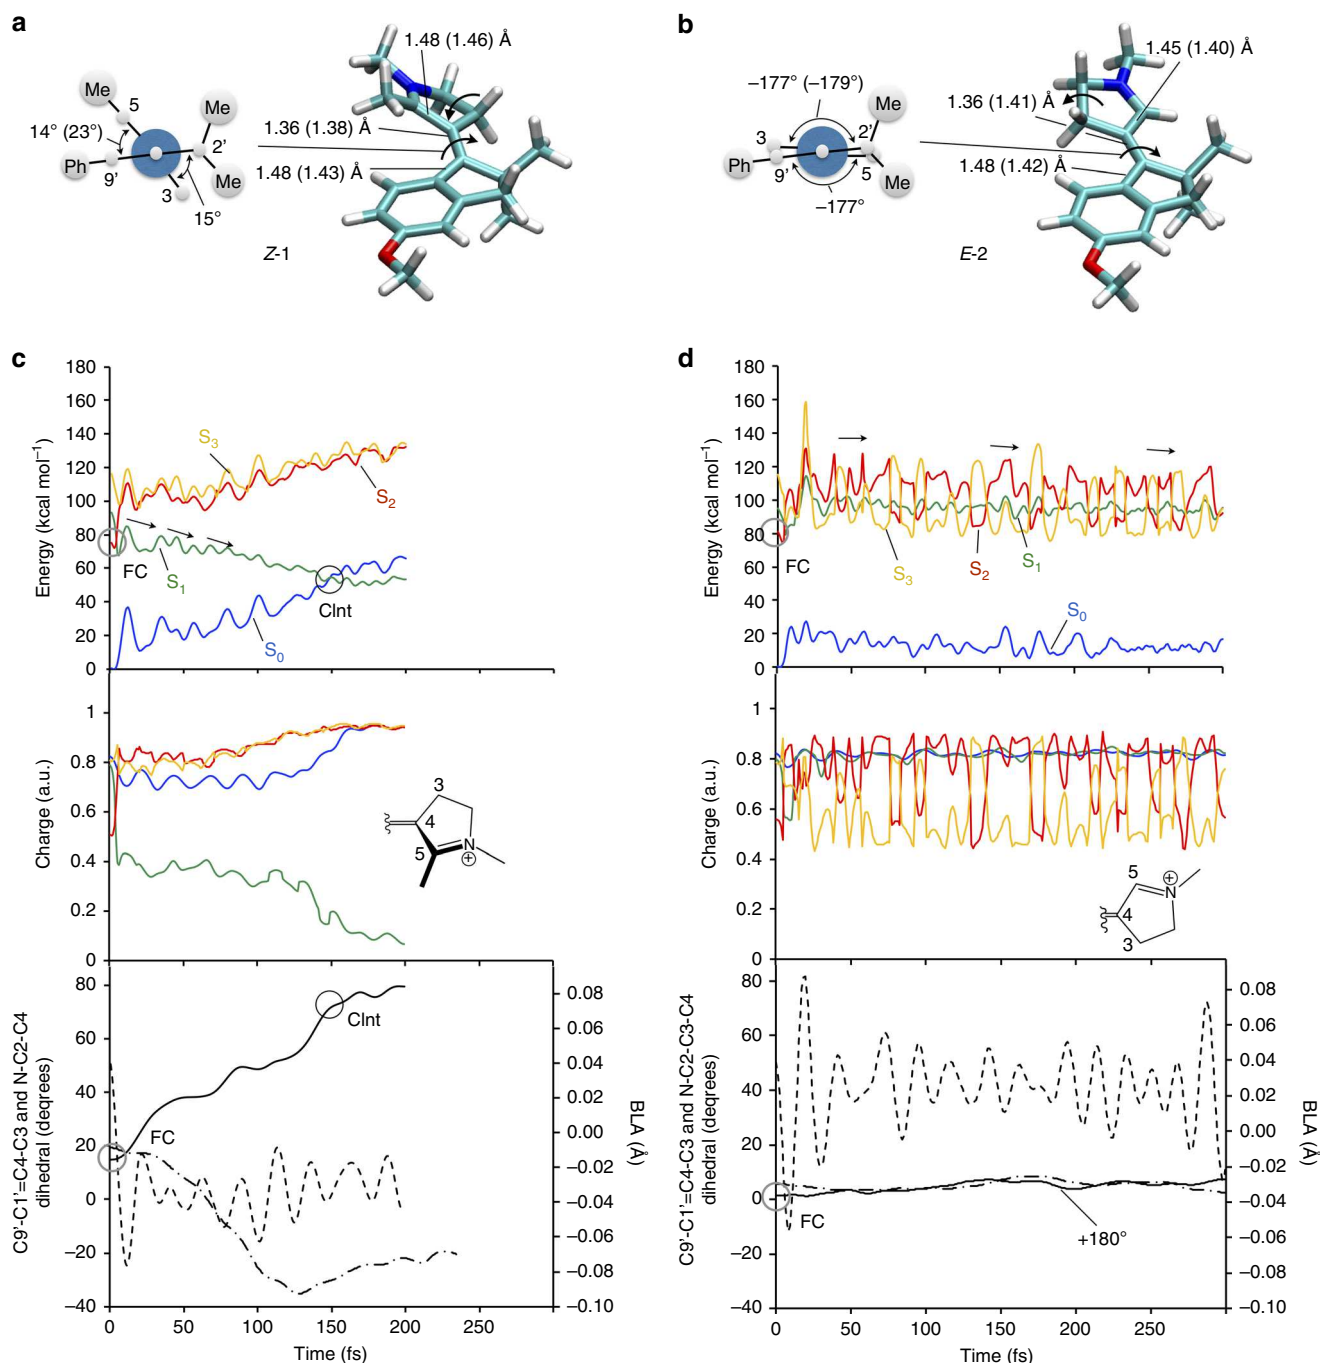 a
Me
5
14° (23°)
Me
2'
Ph
9'
3
Me
15°
1.48 (1.46) Å
1.36 (1.38) Å
1.48 (1.43) Å
Z-1
b
–177° (–179°)
3
2'
Me
Ph
9'
5
Me
–177°
1.45 (1.40) Å
1.36 (1.41) Å
1.48 (1.42) Å
E-2
c
Energy (kcal mol⁻¹)
180
160
140
120
100
80
60
40
20
0
S₃
S₂
FC
S₁
CInt
S₀
Charge (a.u.)
1
0.8
0.6
0.4
0.2
0
3
4
5
N
⊕
C9'-C1'=C4-C3 and N-C2-C4
dihedral (deqrees)
80
60
40
20
0
–20
–40
FC
CInt
0.08
0.06
0.04
0.02
0.00
–0.02
–0.04
–0.06
–0.08
–0.10
BLA (Å)
0
50
100
150
200
Time (fs)
d
Energy (kcal mol⁻¹)
180
160
140
120
100
80
60
40
20
0
FC
S₃
S₂
S₁
S₀
Charge (a.u.)
1
0.8
0.6
0.4
0.2
0
5
⊕
N
4
3
C9'-C1'=C4-C3 and N-C2-C3-C4
dihedral (deqrees)
80
60
40
20
0
–20
–40
FC
+180°
0.08
0.06
0.04
0.02
0.00
–0.02
–0.04
–0.06
–0.08
–0.10
BLA (Å)
0
50
100
150
200
250
Time (fs)